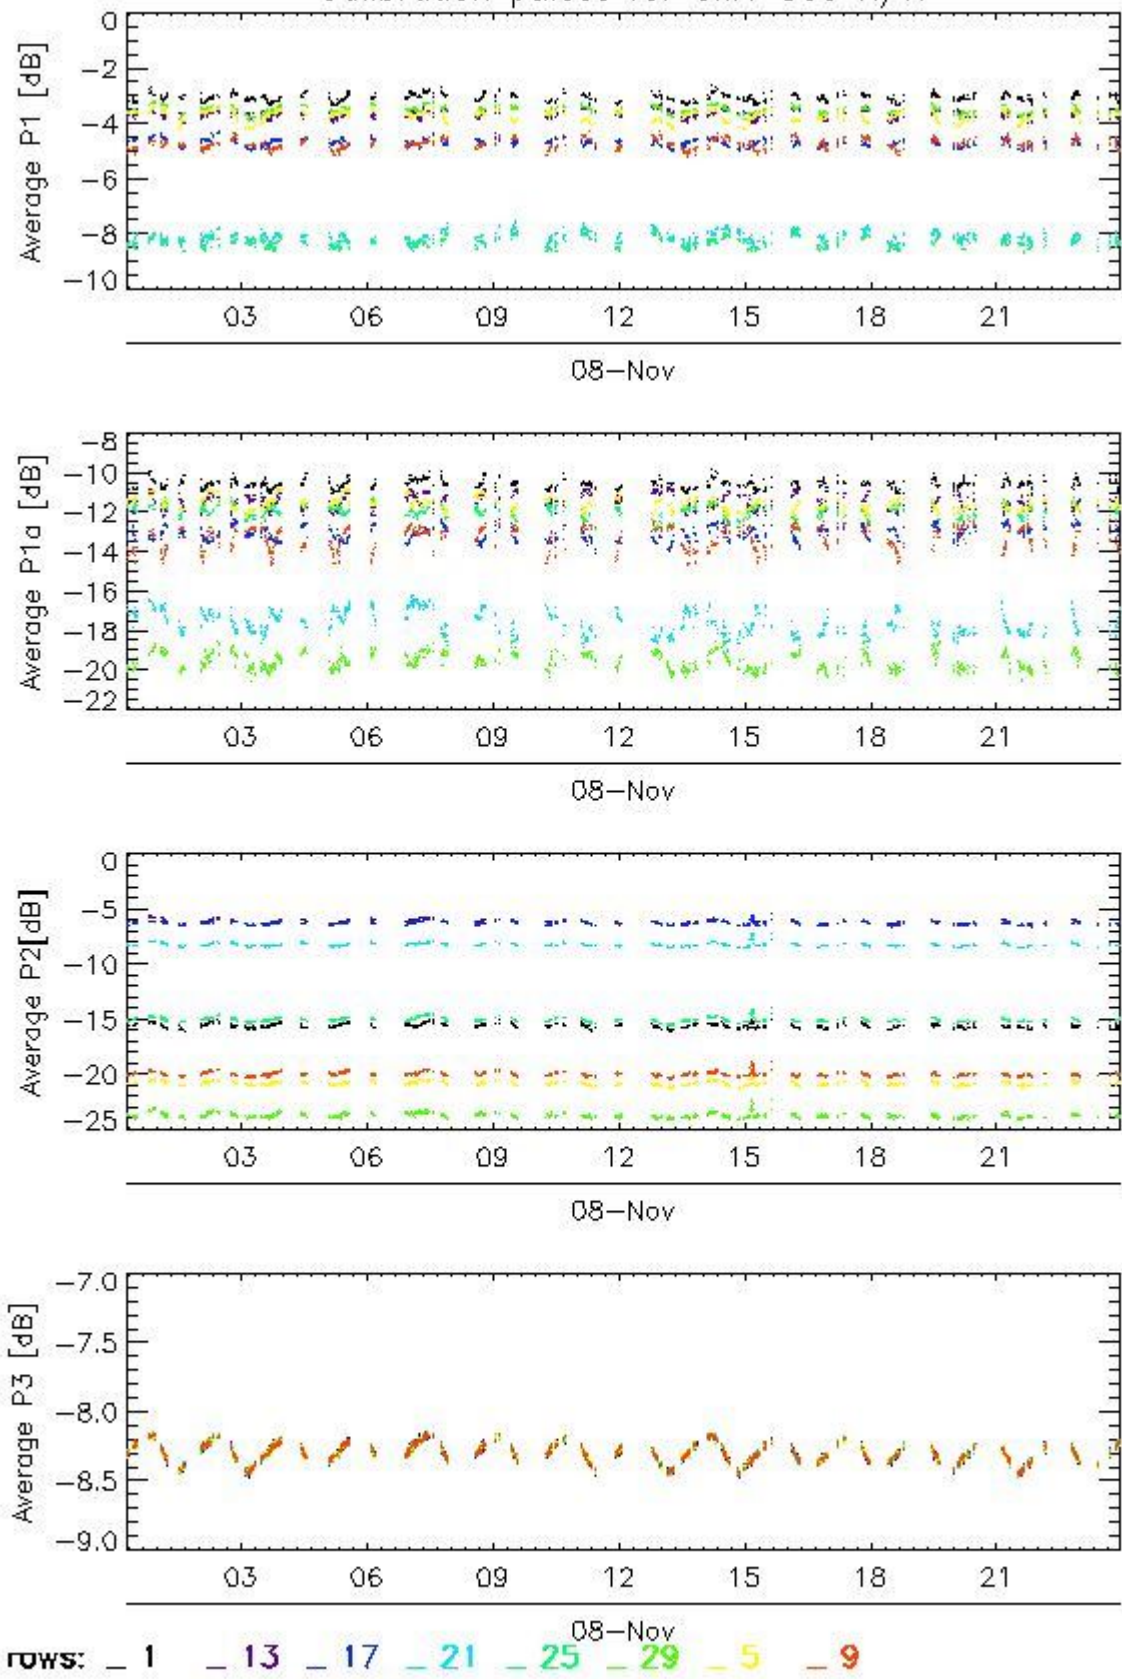 0
-2
-4
-6
-8
-10
Average P1 [dB]
03 06 09 12 15 18 21
08-Nov
-8
-10
-12
-14
-16
-18
-20
-22
Average P1a [dB]
03 06 09 12 15 18 21
08-Nov
0
-5
-10
-15
-20
-25
Average P2[dB]
03 06 09 12 15 18 21
08-Nov
-7.0
-7.5
-8.0
-8.5
-9.0
Average P3 [dB]
03 06 09 12 15 18 21
08-Nov
rows: _ 1 _ 13 _ 17 _ 21 _ 25 _ 29 _ 5 _ 9